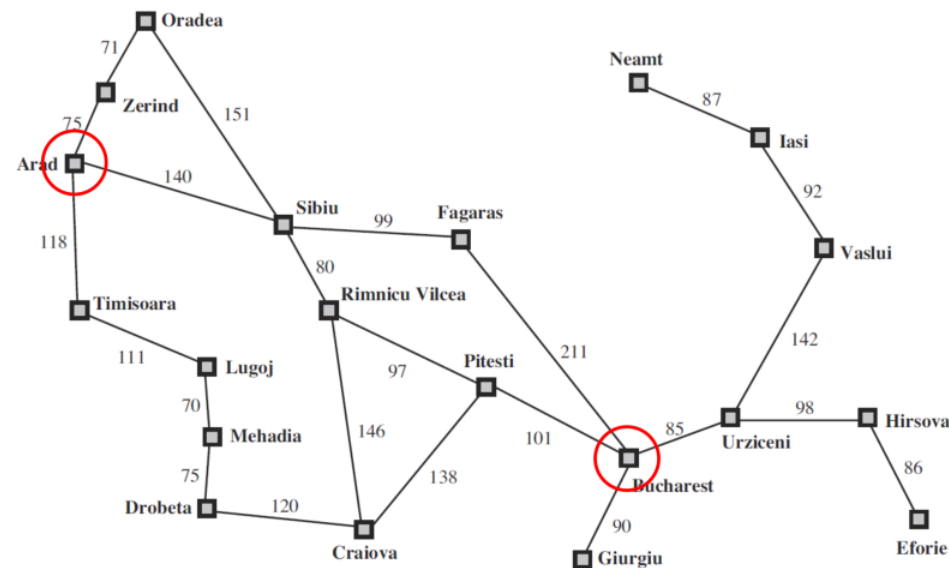 Oradea
71
Neamt
Zerind
87
75
151
Iasi
Arad
140
92
Sibiu
99
Fagaras
118
Vaslui
80
Timisoara
Rimnicu Vilcea
142
111
Lugoj
97
Pitesti
211
70
98
Hirsova
Mehadia
146
101
85
Urziceni
75
138
86
Bucharest
Drobeta
120
90
Craiova
Eforie
Giurgiu